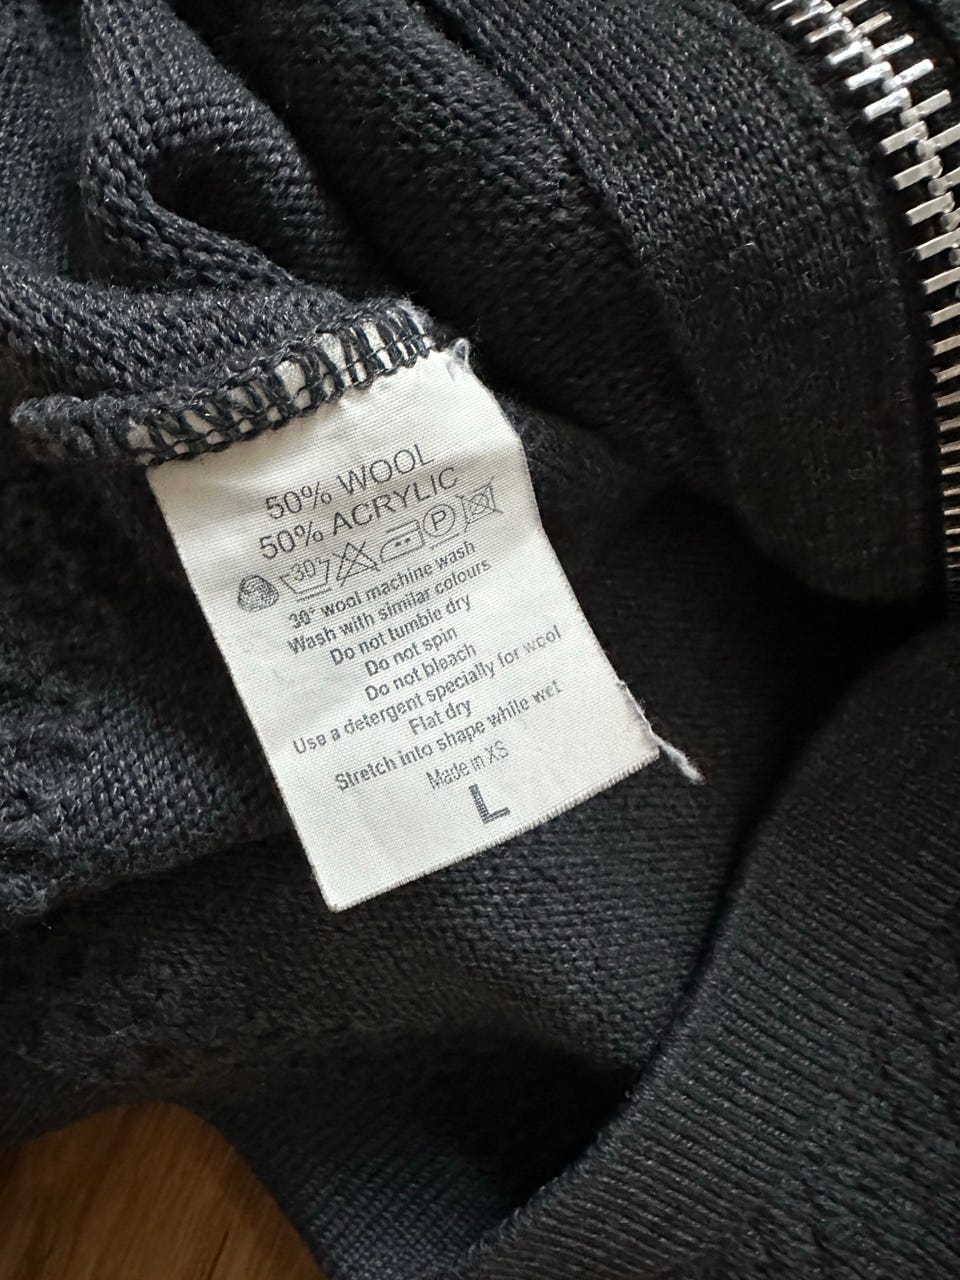 50% WOOL
50% ACRYLIC
30° P
30° wool machine wash
Wash with similar colours
Do not tumble dry
Do not spin
Do not bleach
Use a detergent specially for wool
Flat dry
Stretch into shape while wet
Made in XS
L